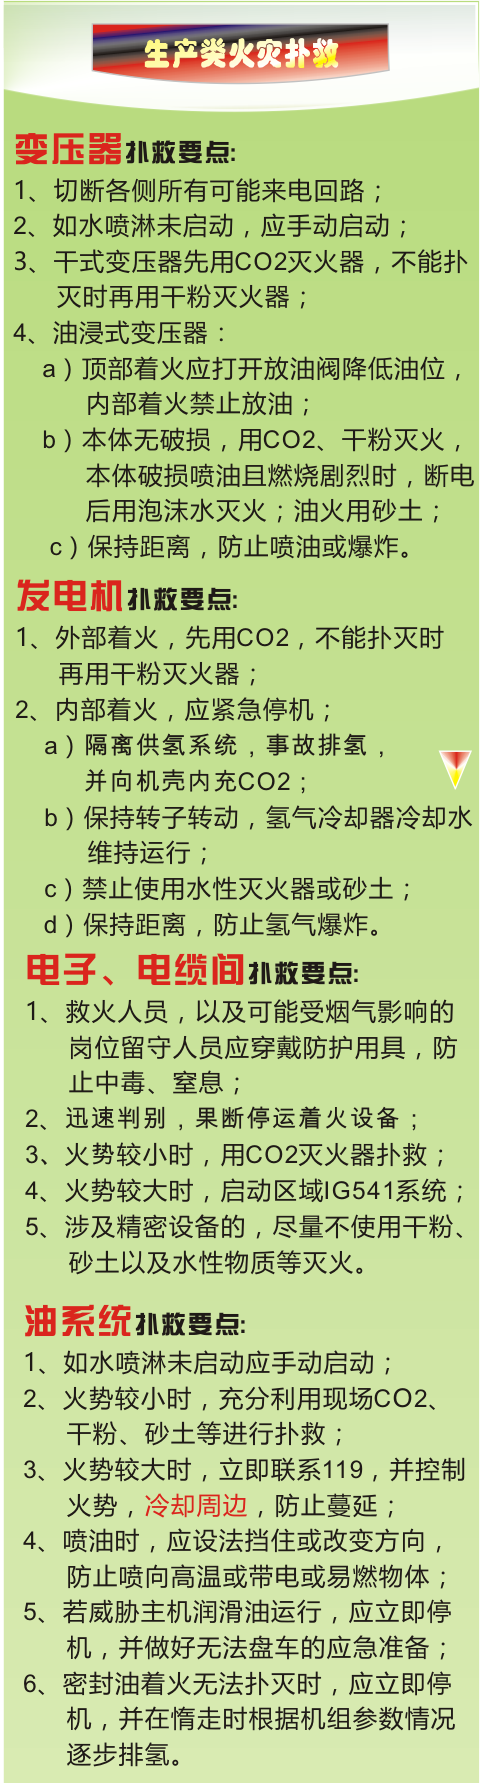 生产类火灾扑救
变压器扑救要点:
1、切断各侧所有可能来电回路；
2、如水喷淋未启动，应手动启动；
3、干式变压器先用CO2灭火器，不能扑
灭时再用干粉灭火器；
4、油浸式变压器：
a）顶部着火应打开放油阀降低油位，
内部着火禁止放油；
b）本体无破损，用CO2、干粉灭火，
本体破损喷油且燃烧剧烈时，断电
后用泡沫水灭火；油火用砂土；
c）保持距离，防止喷油或爆炸。
发电机扑救要点:
1、外部着火，先用CO2，不能扑灭时
再用干粉灭火器；
2、内部着火，应紧急停机；
a）隔离供氢系统，事故排氢，
并向机壳内充CO2；
b）保持转子转动，氢气冷却器冷却水
维持运行；
c）禁止使用水性灭火器或砂土；
d）保持距离，防止氢气爆炸。
电子、电缆间扑救要点:
1、救火人员，以及可能受烟气影响的
岗位留守人员应穿戴防护用具，防
止中毒、窒息；
2、迅速判别，果断停运着火设备；
3、火势较小时，用CO2灭火器扑救；
4、火势较大时，启动区域IG541系统；
5、涉及精密设备的，尽量不使用干粉、
砂土以及水性物质等灭火。
油系统扑救要点:
1、如水喷淋未启动应手动启动；
2、火势较小时，充分利用现场CO2、
干粉、砂土等进行扑救；
3、火势较大时，立即联系119，并控制
火势，冷却周边，防止蔓延；
4、喷油时，应设法挡住或改变方向，
防止喷向高温或带电或易燃物体；
5、若威胁主机润滑油运行，应立即停
机，并做好无法盘车的应急准备；
6、密封油着火无法扑灭时，应立即停
机，并在惰走时根据机组参数情况
逐步排氢。